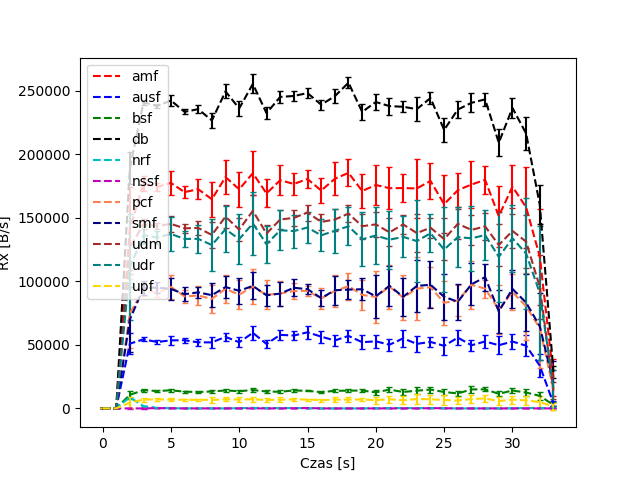 250000
200000
150000
100000
50000
0
Rx [B/s]
amf
ausf
bsf
db
nrf
nssf
pcf
smf
udm
udr
upf
0 5 10 15 20 25 30
Czas [s]